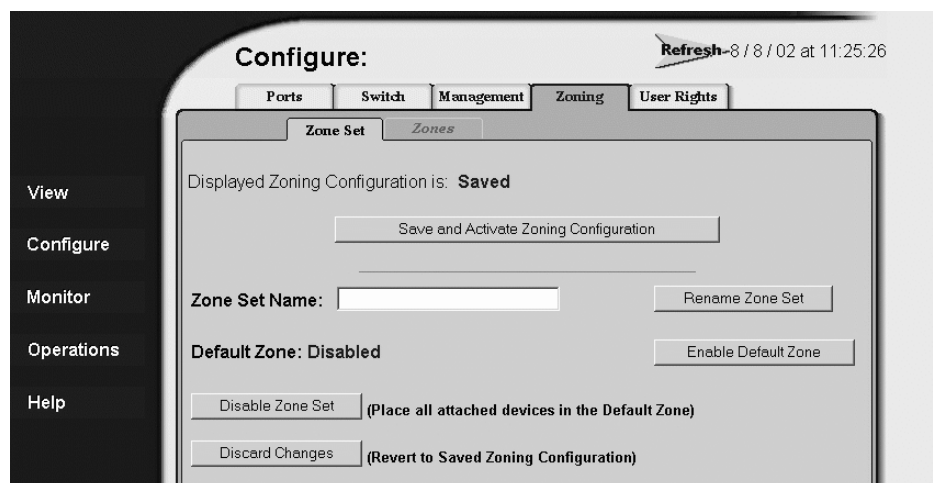 Configure:
Refresh-8 / 8 / 02 at 11:25:26
Ports Switch Management Zoning User Rights
Zone Set Zones
Displayed Zoning Configuration is: Saved
View
Save and Activate Zoning Configuration
Configure
Monitor
Zone Set Name: Rename Zone Set
Operations
Default Zone: Disabled Enable Default Zone
Help
Disable Zone Set (Place all attached devices in the Default Zone)
Discard Changes (Revert to Saved Zoning Configuration)